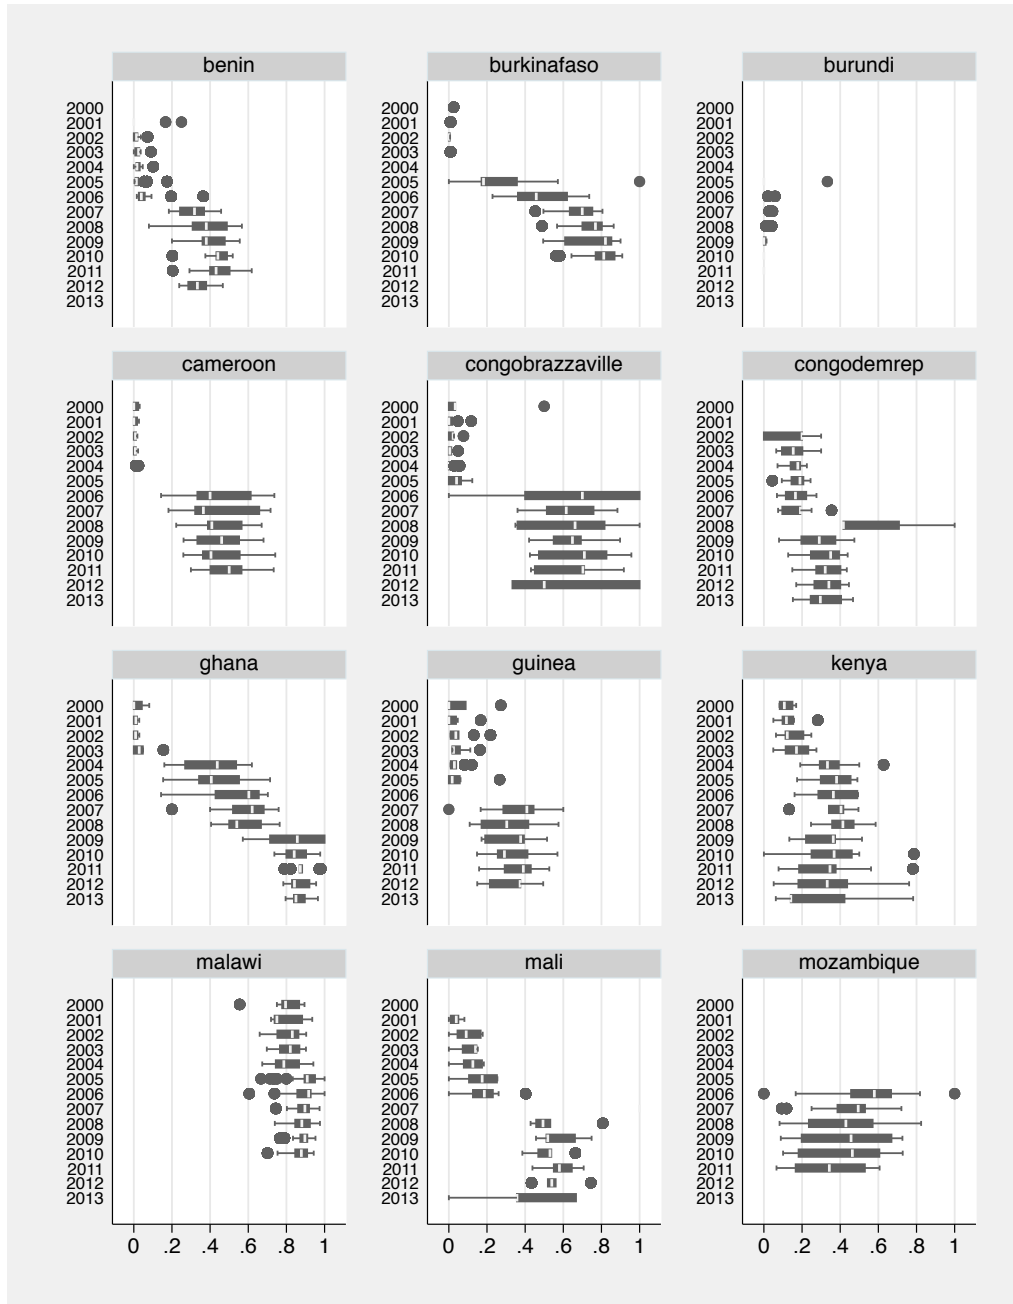 benin burkinafaso burundi
2000 2000 2000
2001 2001 2001
2002 2002 2002
2003 2003 2003
2004 2004 2004
2005 2005 2005
2006 2006 2006
2007 2007 2007
2008 2008 2008
2009 2009 2009
2010 2010 2010
2011 2011 2011
2012 2012 2012
2013 2013 2013
cameroon congobrazzaville congodemrep
2000 2000 2000
2001 2001 2001
2002 2002 2002
2003 2003 2003
2004 2004 2004
2005 2005 2005
2006 2006 2006
2007 2007 2007
2008 2008 2008
2009 2009 2009
2010 2010 2010
2011 2011 2011
2012 2012 2012
2013 2013 2013
ghana guinea kenya
2000 2000 2000
2001 2001 2001
2002 2002 2002
2003 2003 2003
2004 2004 2004
2005 2005 2005
2006 2006 2006
2007 2007 2007
2008 2008 2008
2009 2009 2009
2010 2010 2010
2011 2011 2011
2012 2012 2012
2013 2013 2013
malawi mali mozambique
2000 2000 2000
2001 2001 2001
2002 2002 2002
2003 2003 2003
2004 2004 2004
2005 2005 2005
2006 2006 2006
2007 2007 2007
2008 2008 2008
2009 2009 2009
2010 2010 2010
2011 2011 2011
2012 2012 2012
2013 2013 2013
0 .2 .4 .6 .8 1 0 .2 .4 .6 .8 1 0 .2 .4 .6 .8 1